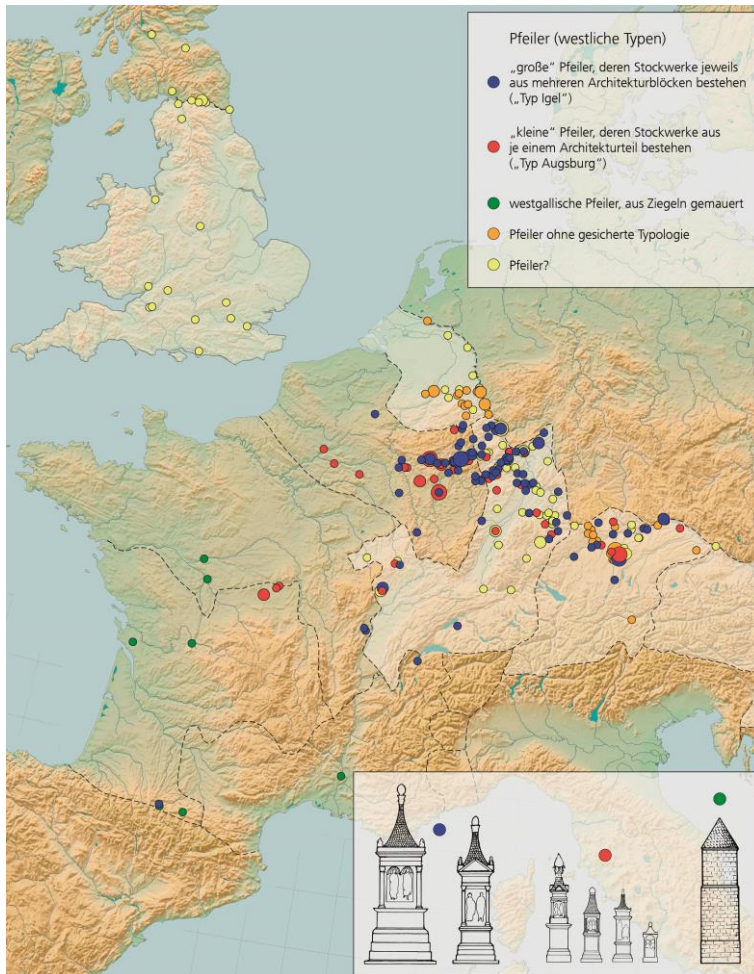 Pfeiler (westliche Typen)
„große“ Pfeiler, deren Stockwerke jeweils
aus mehreren Architekturblöcken bestehen
(„Typ Igel“)
„kleine“ Pfeiler, deren Stockwerke aus
je einem Architekturteil bestehen
(„Typ Augsburg“)
westgallische Pfeiler, aus Ziegeln gemauert
Pfeiler ohne gesicherte Typologie
Pfeiler?